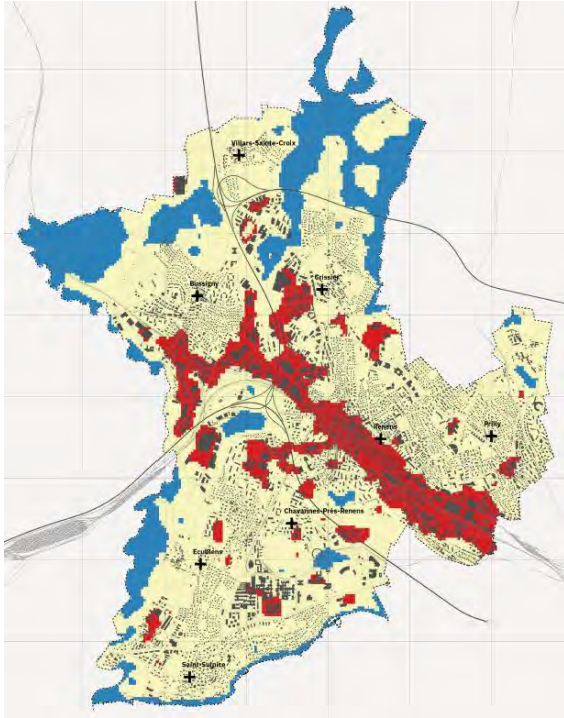 Villars-Sainte-Croix
Crissier
Bussigny
Renens
Prilly
Chavannes-Près-Renens
Ecublens
Saint-Sulpice